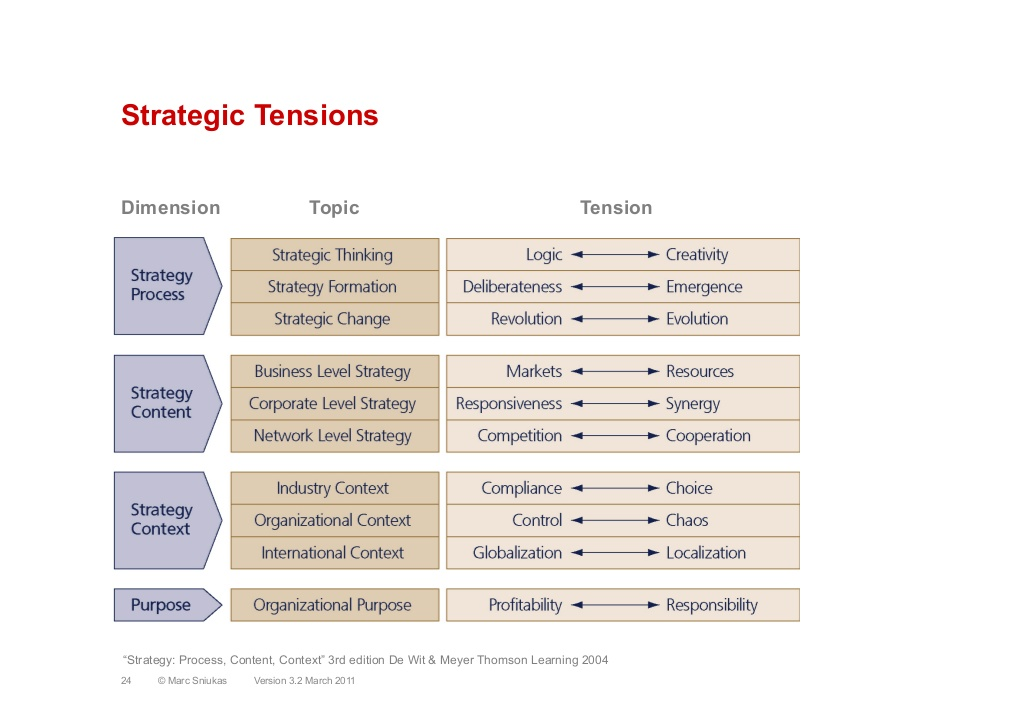 Strategic Tensions
Dimension Topic Tension
Strategy
Process
Strategic Thinking Logic Creativity
Strategy Formation Deliberateness Emergence
Strategic Change Revolution Evolution
Strategy
Content
Business Level Strategy Markets Resources
Corporate Level Strategy Responsiveness Synergy
Network Level Strategy Competition Cooperation
Strategy
Context
Industry Context Compliance Choice
Organizational Context Control Chaos
International Context Globalization Localization
Purpose Organizational Purpose Profitability Responsibility
“Strategy: Process, Content, Context” 3rd edition De Wit & Meyer Thomson Learning 2004
24 © Marc Sniukas Version 3.2 March 2011